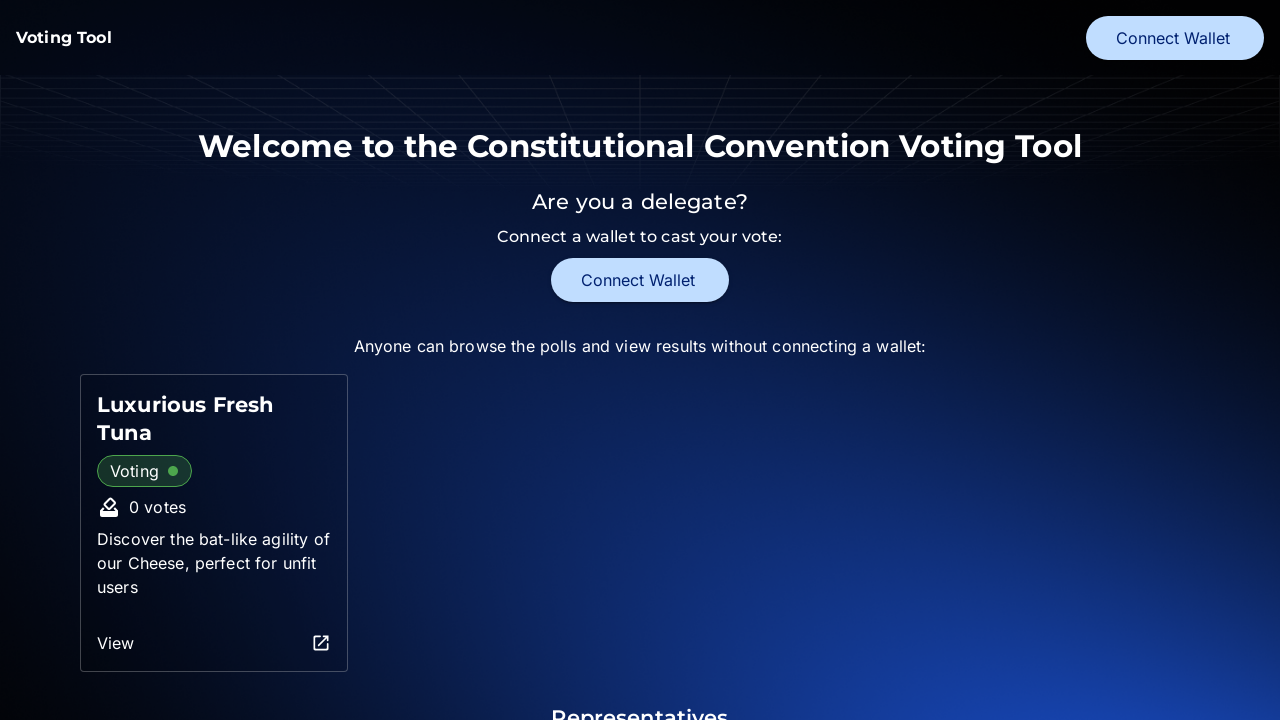 Voting Tool
Connect Wallet
Welcome to the Constitutional Convention Voting Tool
Are you a delegate?
Connect a wallet to cast your vote:
Connect Wallet
Anyone can browse the polls and view results without connecting a wallet:
Luxurious Fresh
Tuna
Voting
0 votes
Discover the bat-like agility of
our Cheese, perfect for unfit
users
View
Representatives